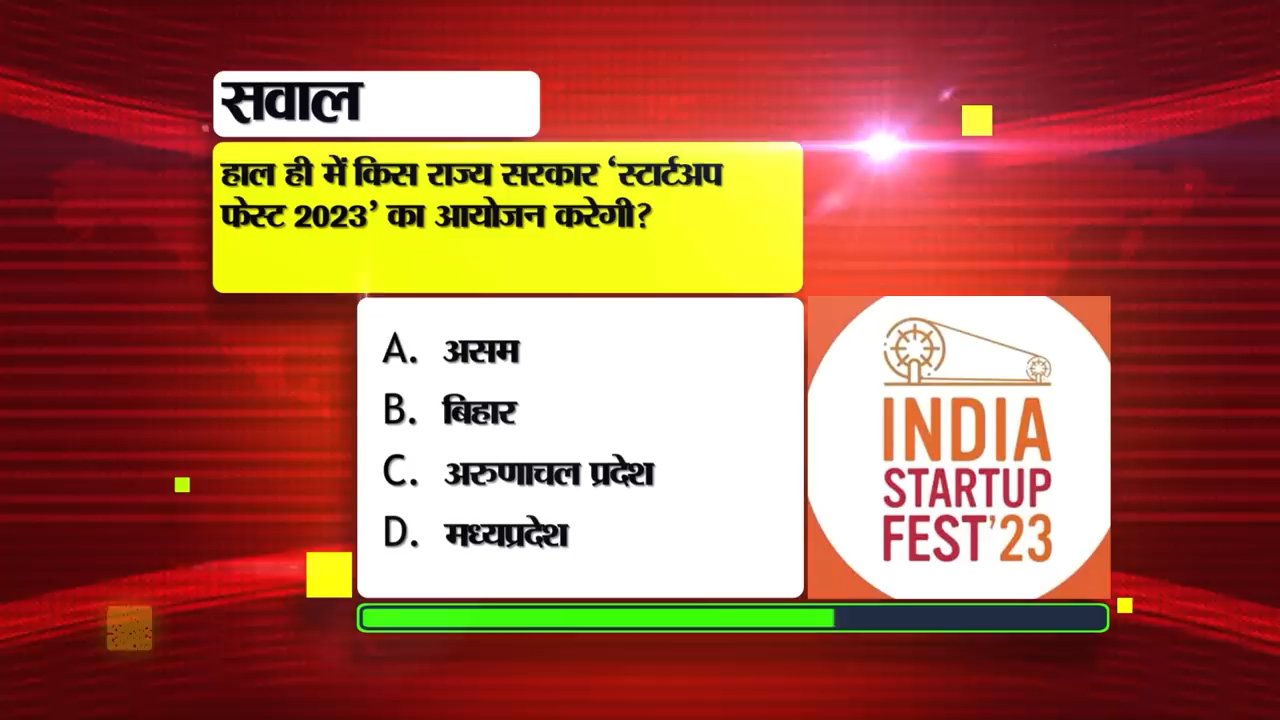 सवाल
हाल ही में किस राज्य सरकार ‘स्टार्टअप
फेस्ट 2023’ का आयोजन करेगी?
A. असम
B. बिहार
C. अरुणाचल प्रदेश
D. मध्यप्रदेश
INDIA
STARTUP
FEST’23